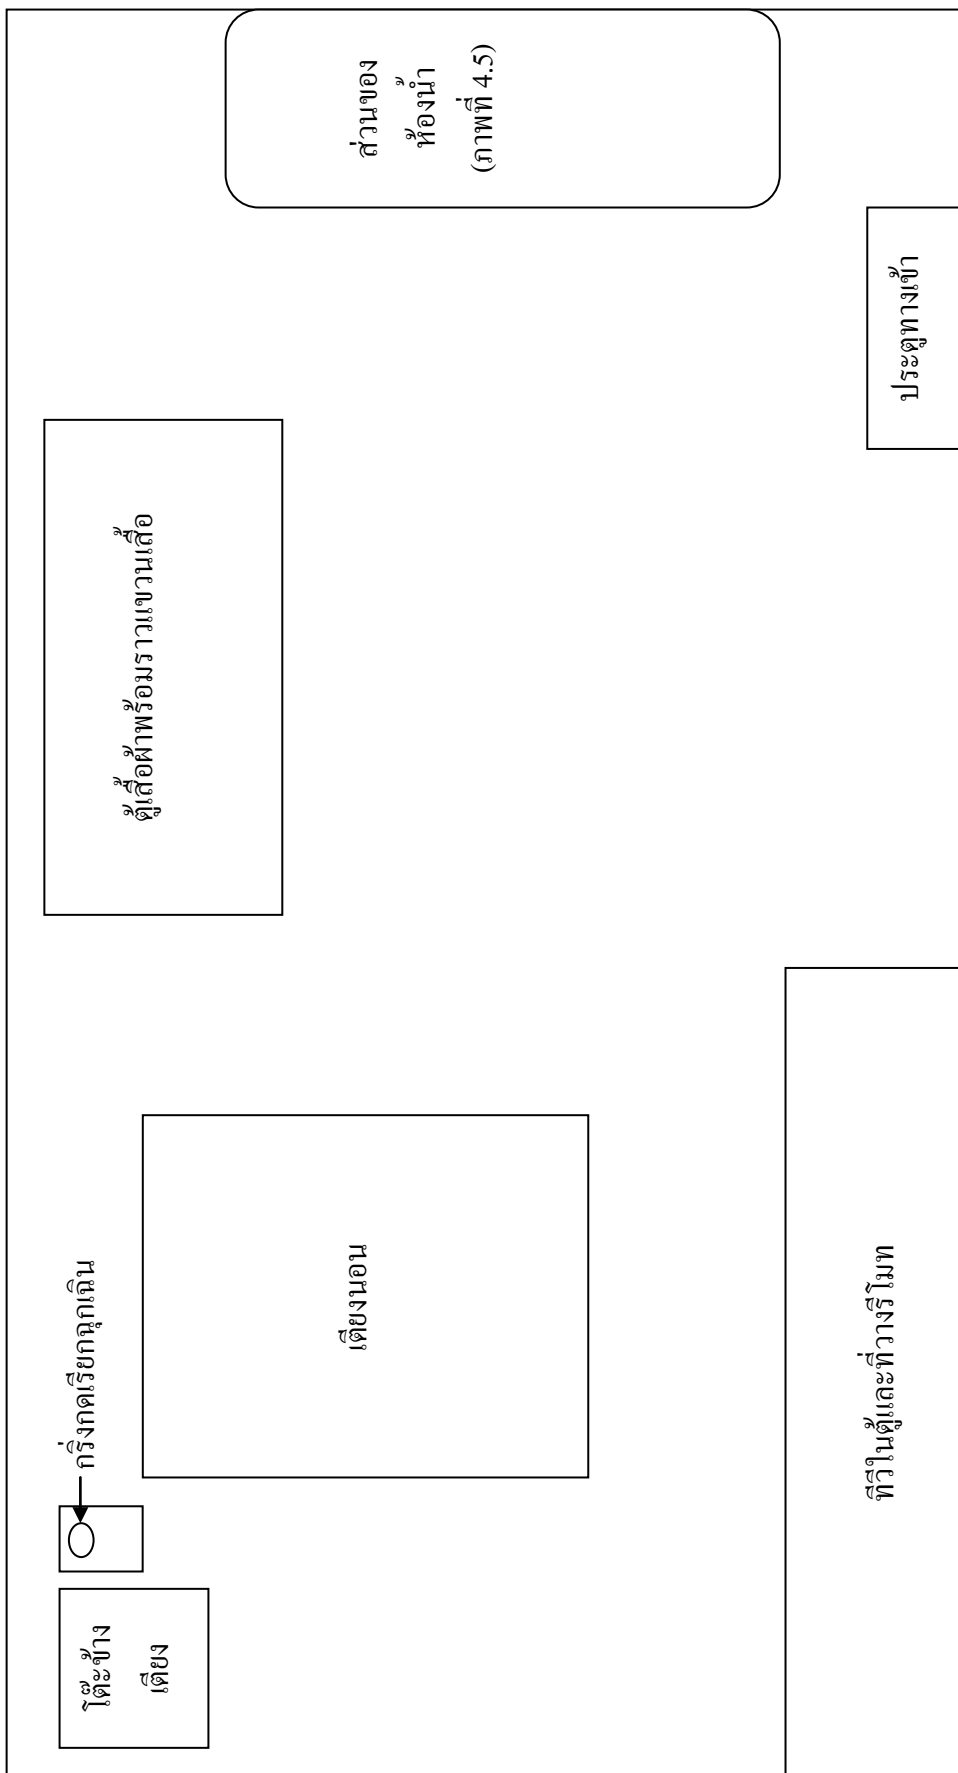 โต๊ะข้าง
เตียง
กริ่งกดเรียกฉุกเฉิน
เตียงนอน
ทีวีในตู้และที่วางรีโมท
ตู้เสื้อผ้าพร้อมราวแขวนเสื้อ
ประตูทางเข้า
ส่วนของ
ห้องน้ำ
(ภาพที่ 4.5)